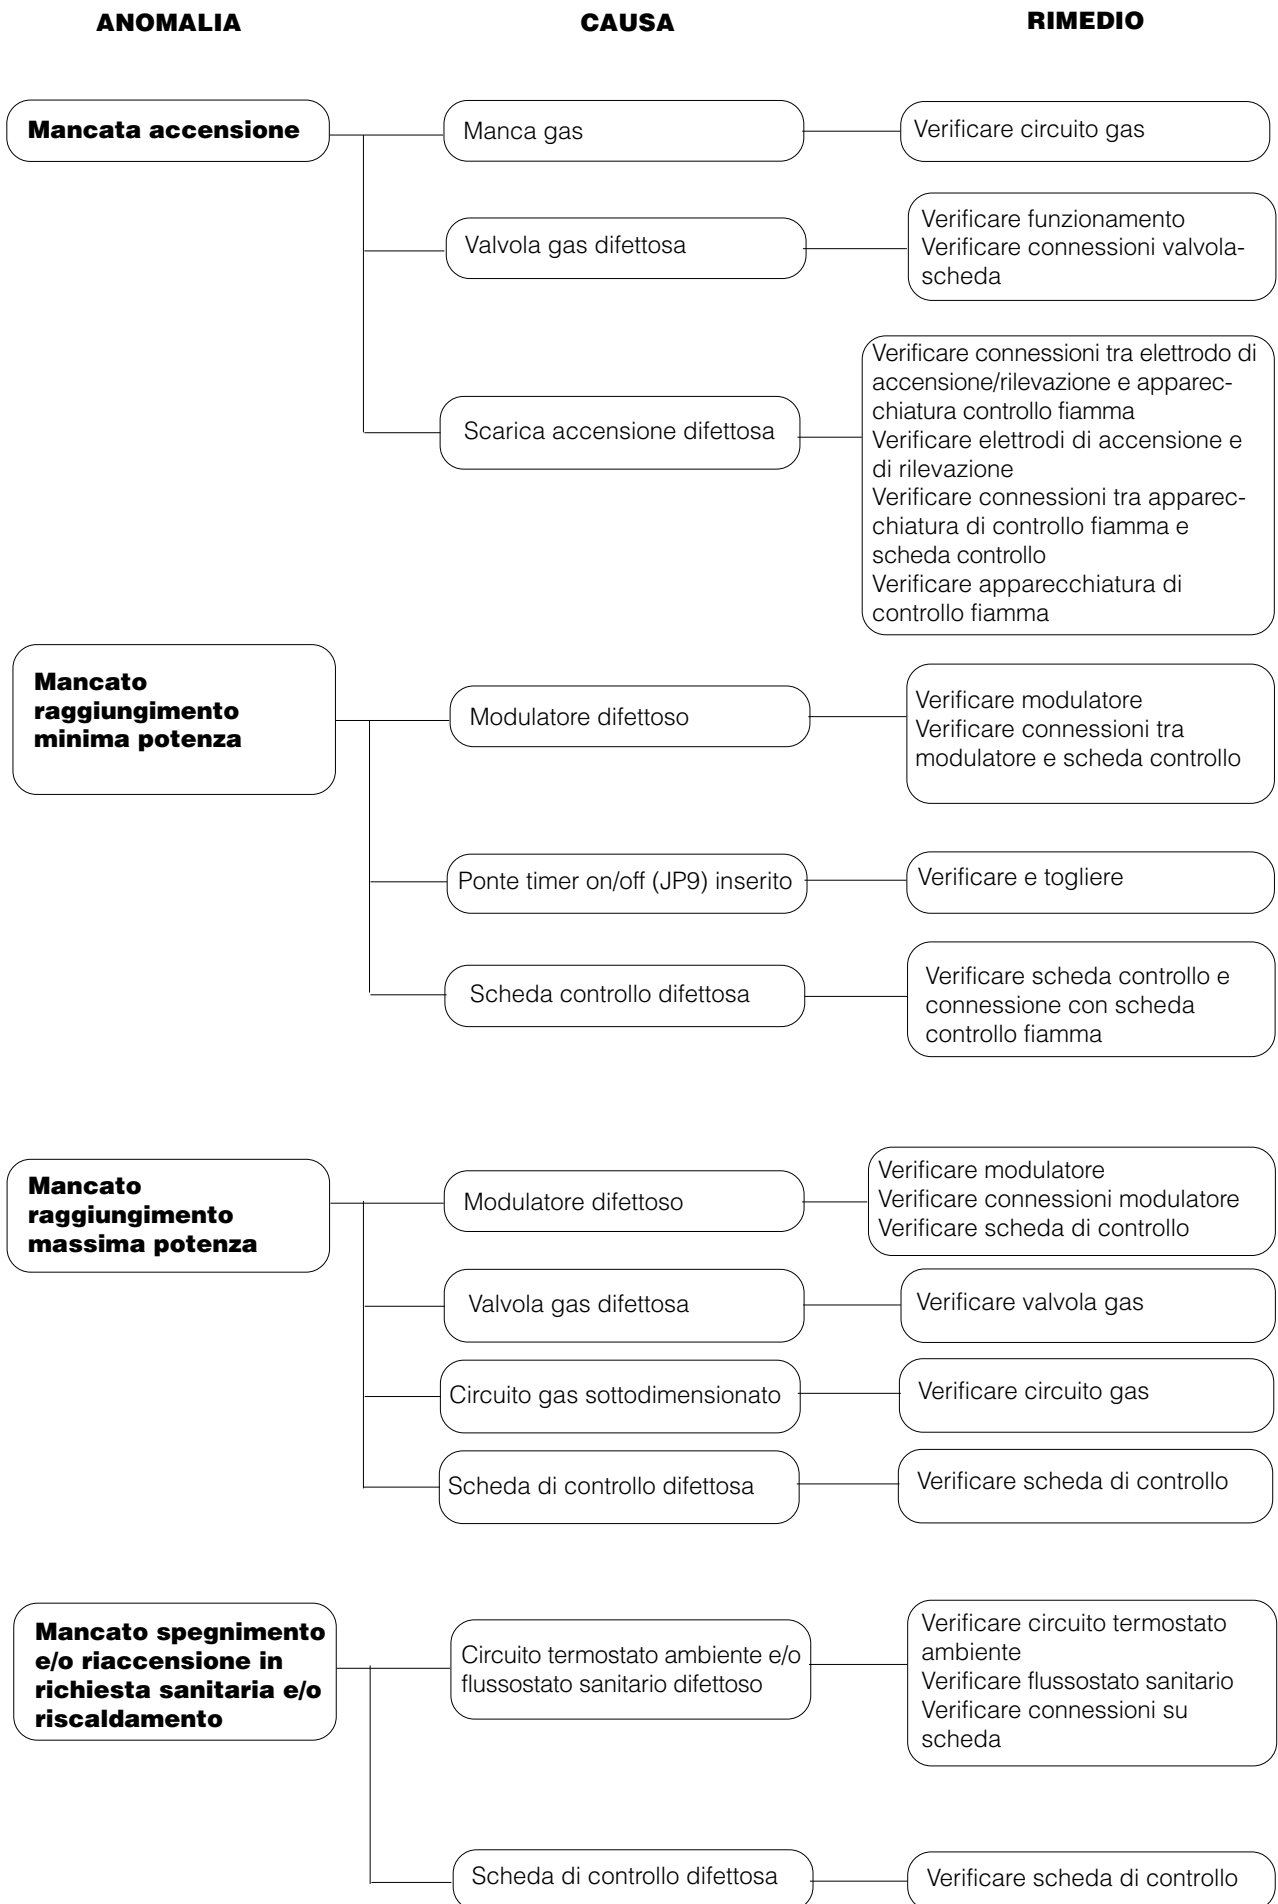 ANOMALIA
CAUSA
RIMEDIO
Mancata accensione
Manca gas
Verificare circuito gas
Valvola gas difettosa
Verificare funzionamento
Verificare connessioni valvola-
scheda
Scarica accensione difettosa
Verificare connessioni tra elettrodo di
accensione/rilevazione e apparec-
chiatura controllo fiamma
Verificare elettrodi di accensione e
di rilevazione
Verificare connessioni tra apparec-
chiatura di controllo fiamma e
scheda controllo
Verificare apparecchiatura di
controllo fiamma
Mancato
raggiungimento
minima potenza
Modulatore difettoso
Verificare modulatore
Verificare connessioni tra
modulatore e scheda controllo
Ponte timer on/off (JP9) inserito
Verificare e togliere
Scheda controllo difettosa
Verificare scheda controllo e
connessione con scheda
controllo fiamma
Mancato
raggiungimento
massima potenza
Modulatore difettoso
Verificare modulatore
Verificare connessioni modulatore
Verificare scheda di controllo
Valvola gas difettosa
Verificare valvola gas
Circuito gas sottodimensionato
Verificare circuito gas
Scheda di controllo difettosa
Verificare scheda di controllo
Mancato spegnimento
e/o riaccensione in
richiesta sanitaria e/o
riscaldamento
Circuito termostato ambiente e/o
flussostato sanitario difettoso
Verificare circuito termostato
ambiente
Verificare flussostato sanitario
Verificare connessioni su
scheda
Scheda di controllo difettosa
Verificare scheda di controllo